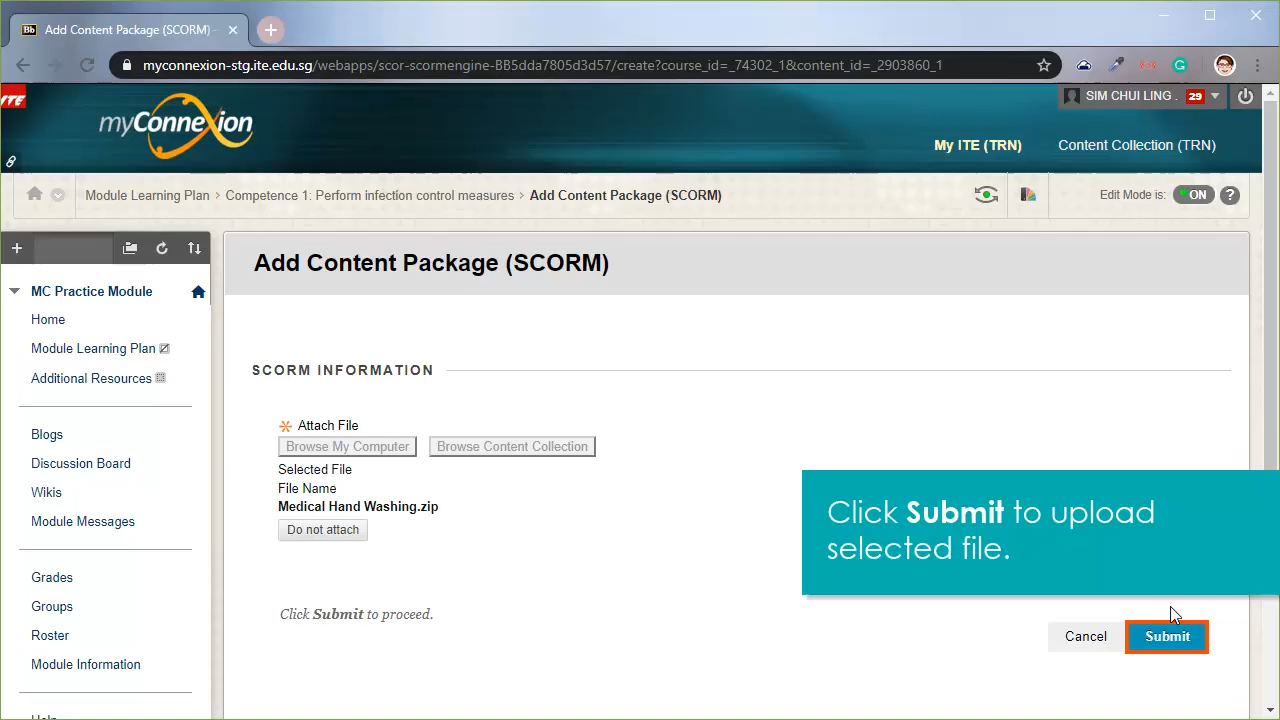 Bb Add Content Package (SCORM) -
myconnexion-stg.ite.edu.sg/webapps/scor-scormengine-BB5dda7805d3d57/create?course_id=_74302_1&content_id=_2903860_1
ITE
myConneXion
SIM CHUI LING . 29
My ITE (TRN) Content Collection (TRN)
Module Learning Plan > Competence 1: Perform infection control measures > Add Content Package (SCORM)
Edit Mode is: ON ?
Add Content Package (SCORM)
MC Practice Module
Home
Module Learning Plan
Additional Resources
Blogs
Discussion Board
Wikis
Module Messages
Grades
Groups
Roster
Module Information
SCORM INFORMATION
Attach File
Browse My Computer Browse Content Collection
Selected File
File Name
Medical Hand Washing.zip
Do not attach
Click Submit to upload
selected file.
Click Submit to proceed.
Cancel Submit